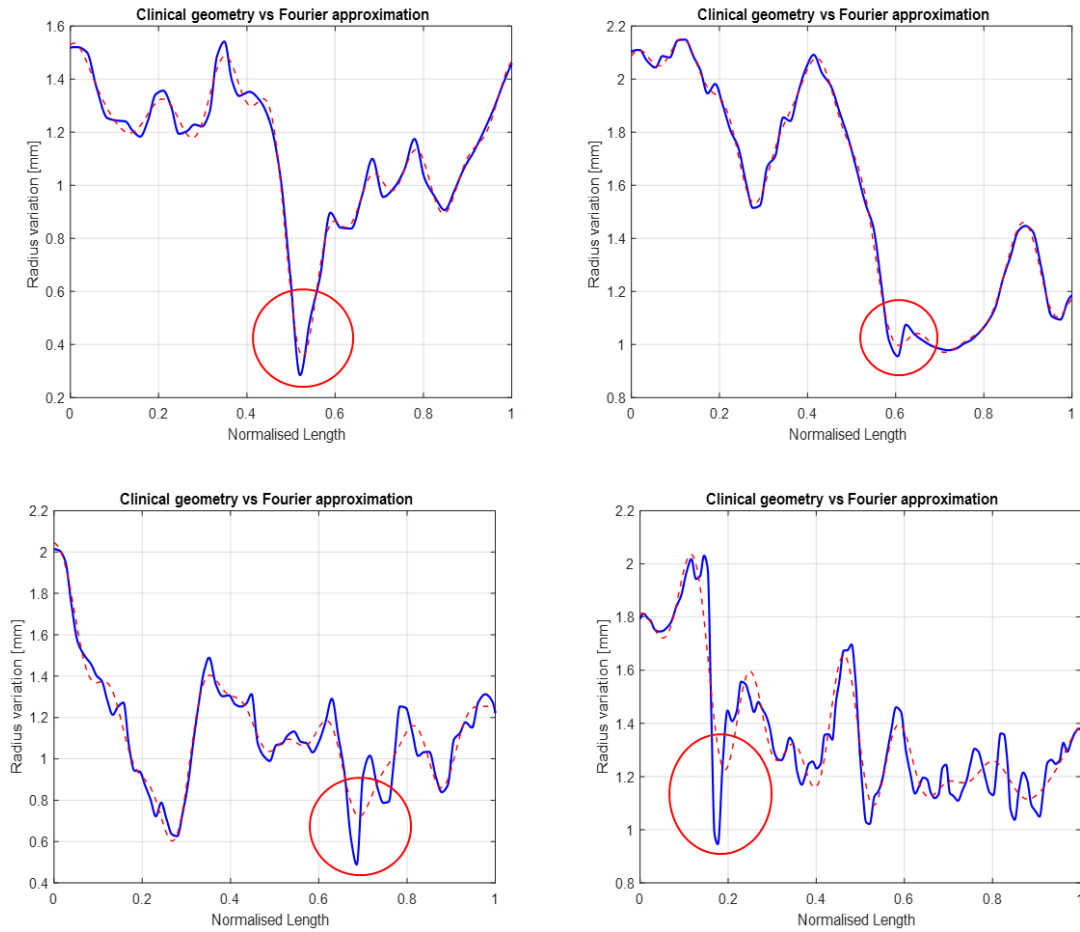 Clinical geometry vs Fourier approximation
Radius variation [mm]
1.6
1.4
1.2
1
0.8
0.6
0.4
0.2
0 0.2 0.4 0.6 0.8 1
Normalised Length
Clinical geometry vs Fourier approximation
Radius variation [mm]
2.2
2
1.8
1.6
1.4
1.2
1
0.8
0 0.2 0.4 0.6 0.8 1
Normalised Length
Clinical geometry vs Fourier approximation
Radius variation [mm]
2.2
2
1.8
1.6
1.4
1.2
1
0.8
0.6
0.4
0 0.2 0.4 0.6 0.8 1
Normalised Length
Clinical geometry vs Fourier approximation
Radius variation [mm]
2.2
2
1.8
1.6
1.4
1.2
1
0.8
0 0.2 0.4 0.6 0.8 1
Normalised Length